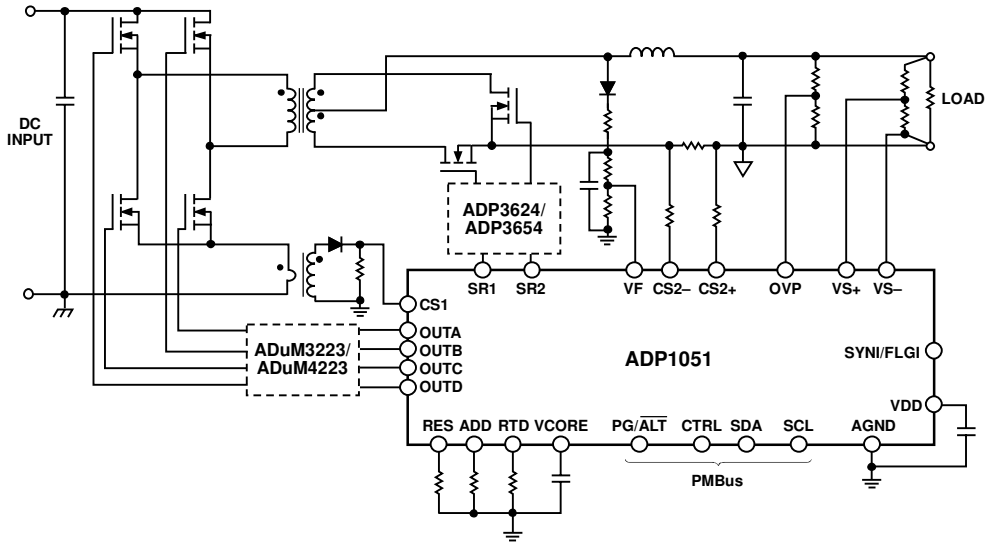 DC
INPUT
LOAD
ADP3624/
ADP3654
SR1 SR2 VF CS2– CS2+ OVP VS+ VS–
CS1
OUTA
OUTB
OUTC
OUTD
ADuM3223/
ADuM4223
ADP1051
SYNI/FLGI
VDD
RES ADD RTD VCORE PG/ALT CTRL SDA SCL AGND
PMBus